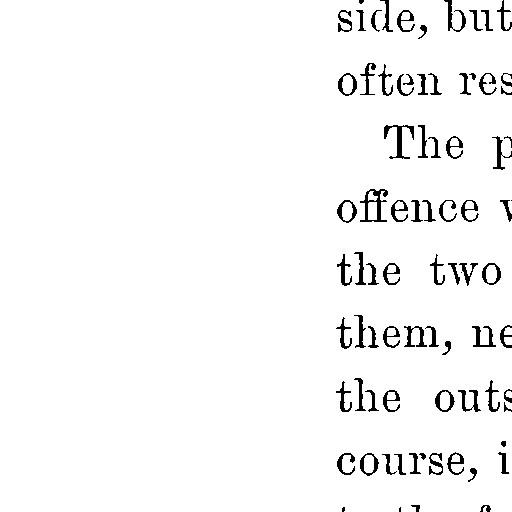 side, but
often res
The p
offence w
the two
them, ne
the outs
course, i